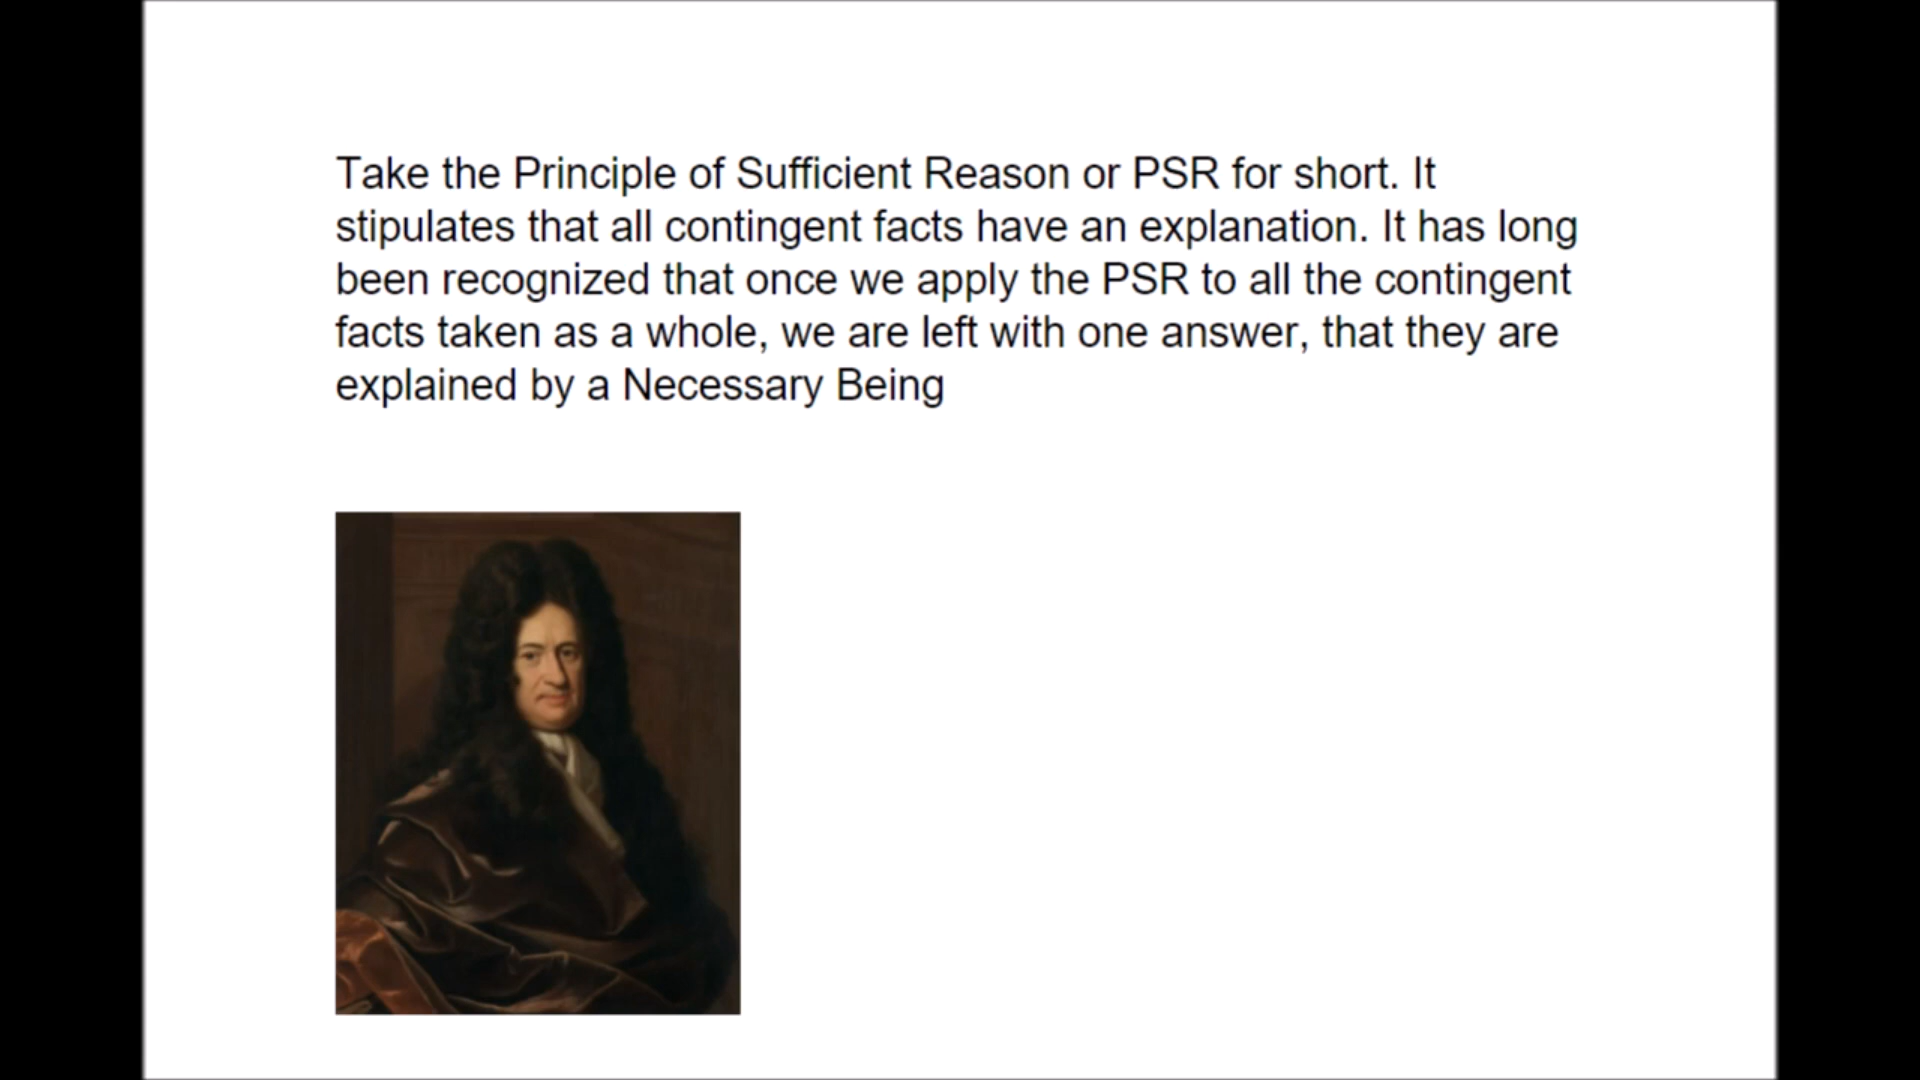 Take the Principle of Sufficient Reason or PSR for short. It
stipulates that all contingent facts have an explanation. It has long
been recognized that once we apply the PSR to all the contingent
facts taken as a whole, we are left with one answer, that they are
explained by a Necessary Being